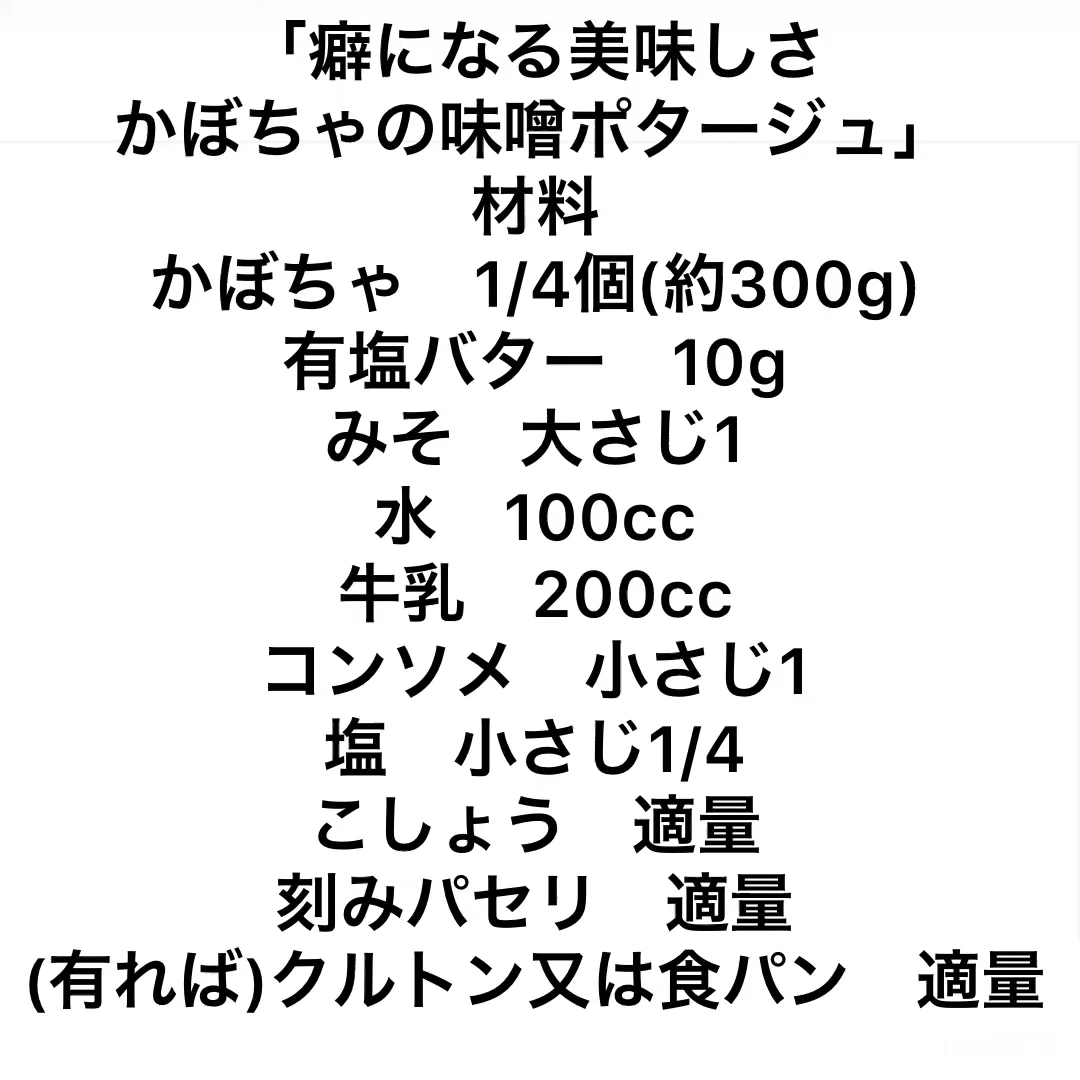 「癖になる美味しさ
かぼちゃの味噌ポタージュ」
材料
かぼちゃ　1/4個(約300g)
有塩バター　10g
みそ　大さじ1
水　100cc
牛乳　200cc
コンソメ　小さじ1
塩　小さじ1/4
こしょう　適量
刻みパセリ　適量
(有れば)クルトン又は食パン　適量